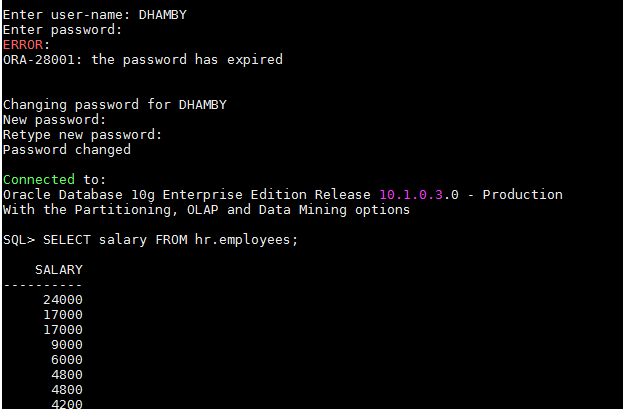 Enter user-name: DHAMBY
Enter password:
ERROR:
ORA-28001: the password has expired
Changing password for DHAMBY
New password:
Retype new password:
Password changed
Connected to:
Oracle Database 10g Enterprise Edition Release 10.1.0.3.0 - Production
With the Partitioning, OLAP and Data Mining options
SQL> SELECT salary FROM hr.employees;
SALARY
----------
24000
17000
17000
9000
6000
4800
4800
4200